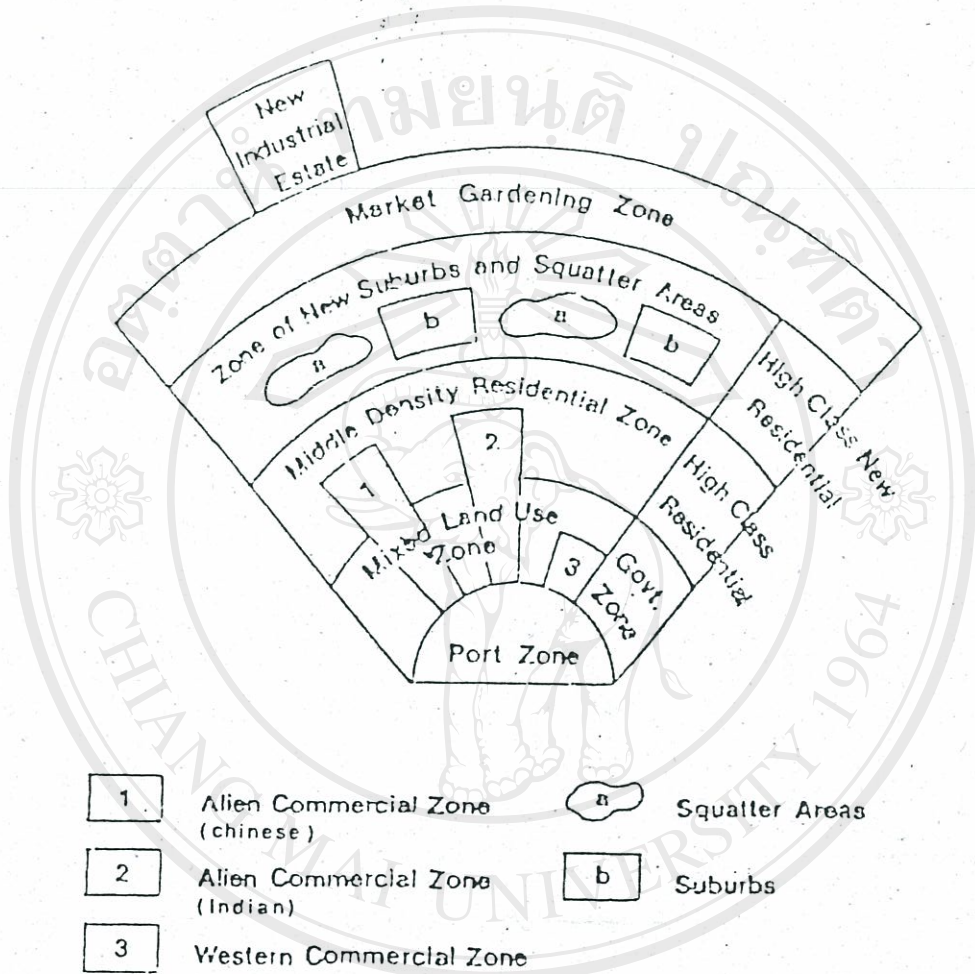 New
Industrial
Estate
Market Gardening Zone
Zone of New Suburbs and Squatter Areas
a
b
a
b
High Class New
Residential
Middle Density Residential Zone
1
2
High Class
Residential
Mixed Land Use
Zone
3
Govt.
Zone
Port Zone
1 Alien Commercial Zone
(chinese)
2 Alien Commercial Zone
(Indian)
3 Western Commercial Zone
a Squatter Areas
b Suburbs
CHIANG MAI UNIVERSITY 1964